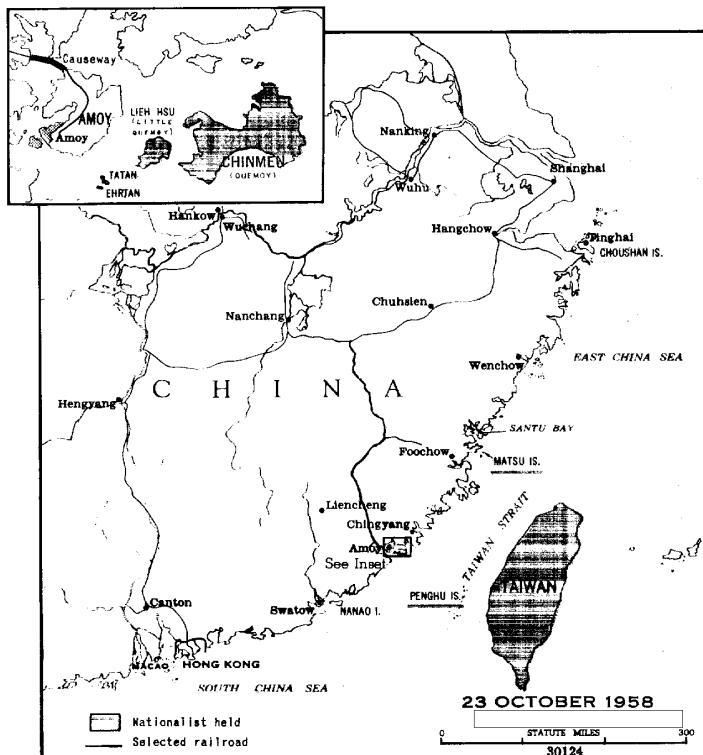 Causeway
AMOY
Amoy
LIEH HSU
(LITTLE
QUEMOY)
CHINMEN
(QUEMOY)
TATAN
EHRTAN
Nanking
Shanghai
Wuhu
Hankow
Wuchang
Hangchow
Tinghai
CHOUSHAN IS.
Chuhsien
Nanchang
EAST CHINA SEA
Wenchow
CHINA
Hengyang
SANTU BAY
Foochow
MATSU IS.
Liencheng
Chingyang
Amoy
See Inset
TAIWAN STRAIT
TAIWAN
PENGHU IS.
Canton
Swatow
NANAO I.
MACAO
HONG KONG
SOUTH CHINA SEA
23 OCTOBER 1958
Nationalist held
Selected railroad
0 STATUTE MILES 300
30124